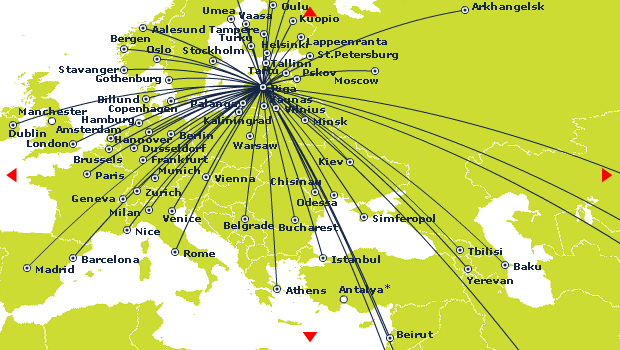 Umea
Oulu
Arkhangelsk
Vaasa
Kuopio
Aalesund
Tampere
Bergen
Turku
Oslo
Helsinki
Lappeenranta
Stockholm
St.Petersburg
Tallinn
Stavanger
Tartu
Pskov
Gothenburg
Moscow
Riga
Billund
Palanga
Kaunas
Copenhagen
Vilnius
Manchester
Hamburg
Kaliningrad
Minsk
Dublin
Amsterdam
Hannover
Berlin
London
Dusseldorf
Warsaw
Brussels
Frankfurt
Kiev
Paris
Munich
Vienna
Chisinau
Zurich
Geneva
Odessa
Milan
Venice
Simferopol
Belgrade
Bucharest
Nice
Rome
Tbilisi
Barcelona
Istanbul
Baku
Madrid
Yerevan
Athens
Antalya*
Beirut